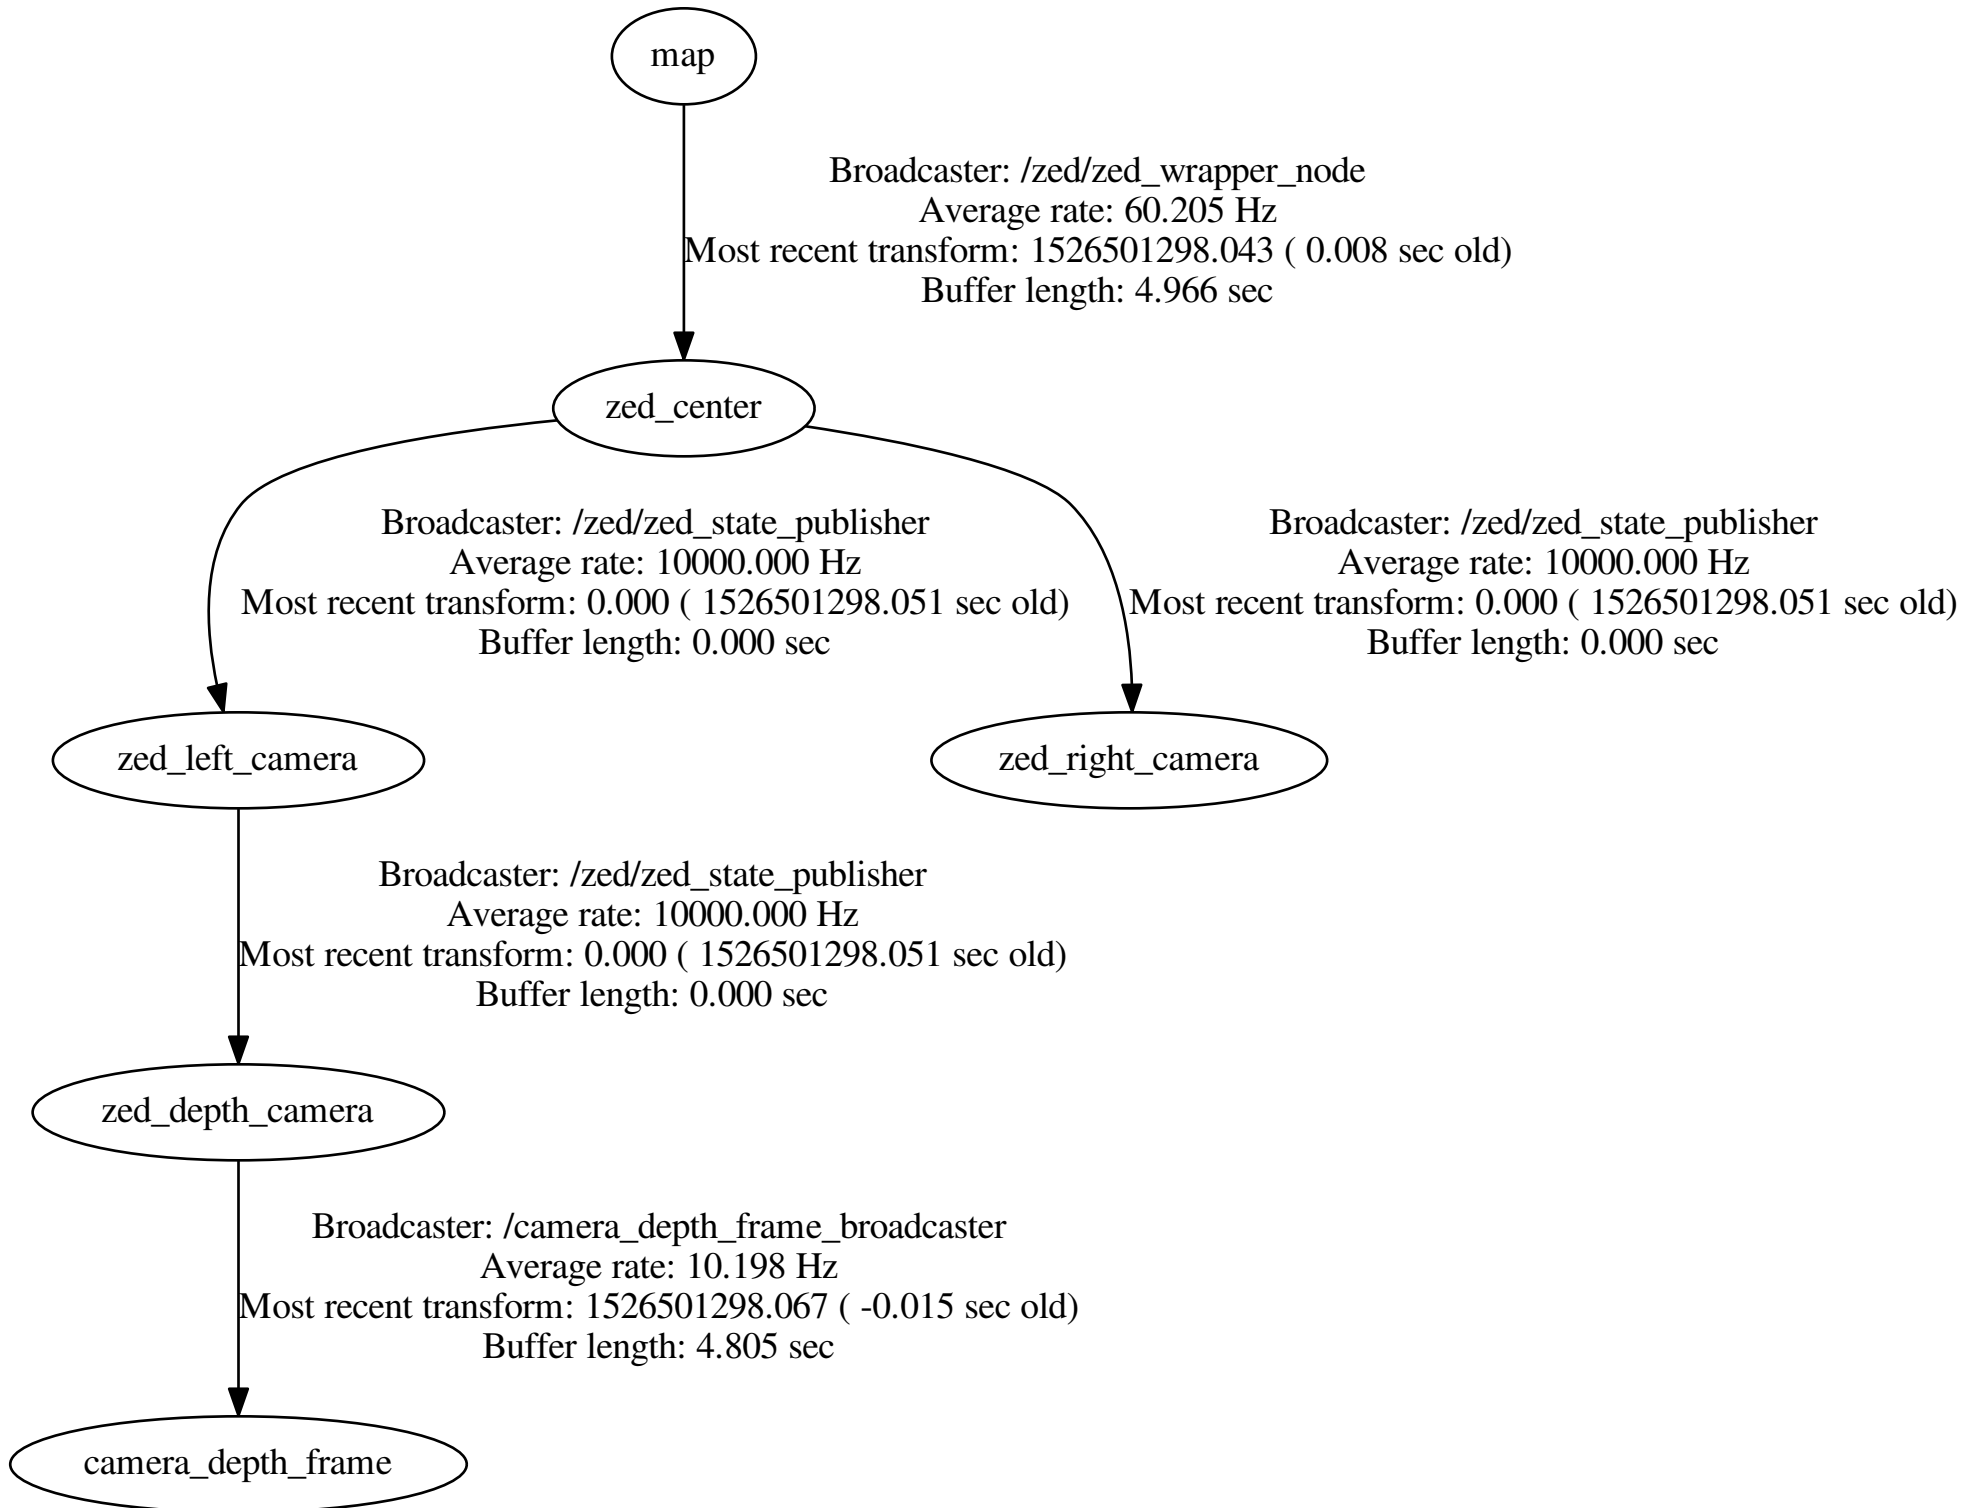 map
Broadcaster: /zed/zed_wrapper_node
Average rate: 60.205 Hz
Most recent transform: 1526501298.043 ( 0.008 sec old)
Buffer length: 4.966 sec
zed_center
Broadcaster: /zed/zed_state_publisher
Average rate: 10000.000 Hz
Most recent transform: 0.000 ( 1526501298.051 sec old)
Buffer length: 0.000 sec
Broadcaster: /zed/zed_state_publisher
Average rate: 10000.000 Hz
Most recent transform: 0.000 ( 1526501298.051 sec old)
Buffer length: 0.000 sec
zed_left_camera
zed_right_camera
Broadcaster: /zed/zed_state_publisher
Average rate: 10000.000 Hz
Most recent transform: 0.000 ( 1526501298.051 sec old)
Buffer length: 0.000 sec
zed_depth_camera
Broadcaster: /camera_depth_frame_broadcaster
Average rate: 10.198 Hz
Most recent transform: 1526501298.067 ( -0.015 sec old)
Buffer length: 4.805 sec
camera_depth_frame